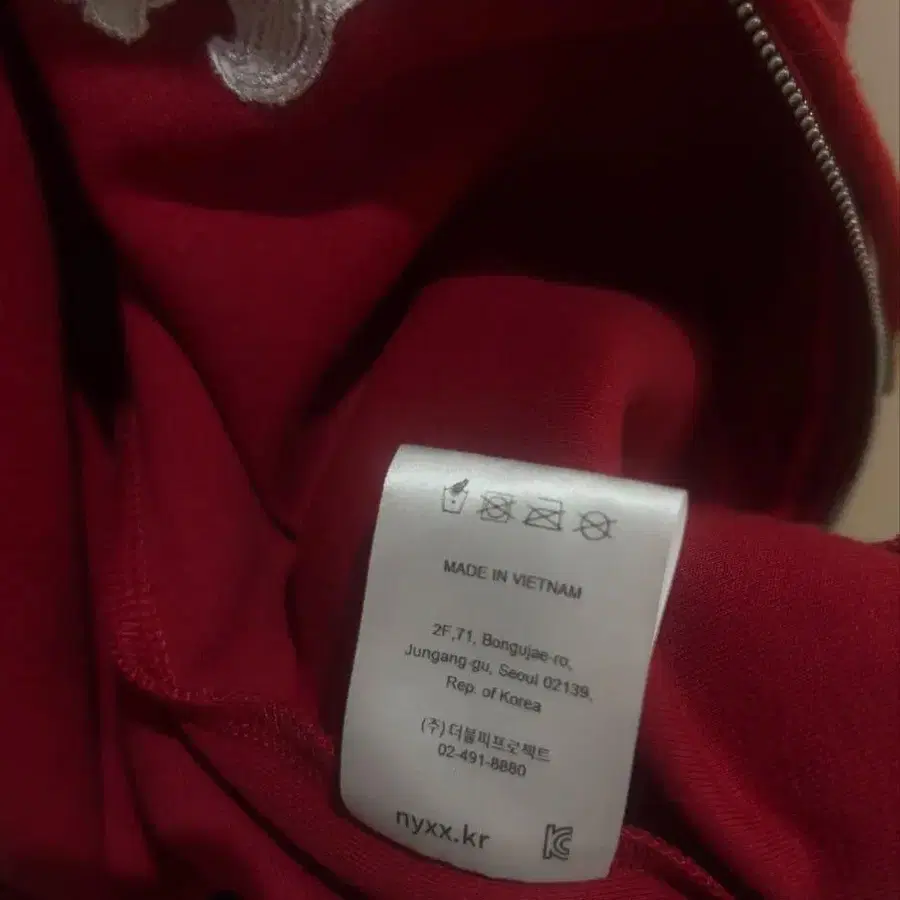 MADE IN VIETNAM
2F,71, Bongujae-ro,
Jungang-gu, Seoul 02139,
Rep. of Korea
(주)더블피프로젝트
02-491-8880
nyxx.kr